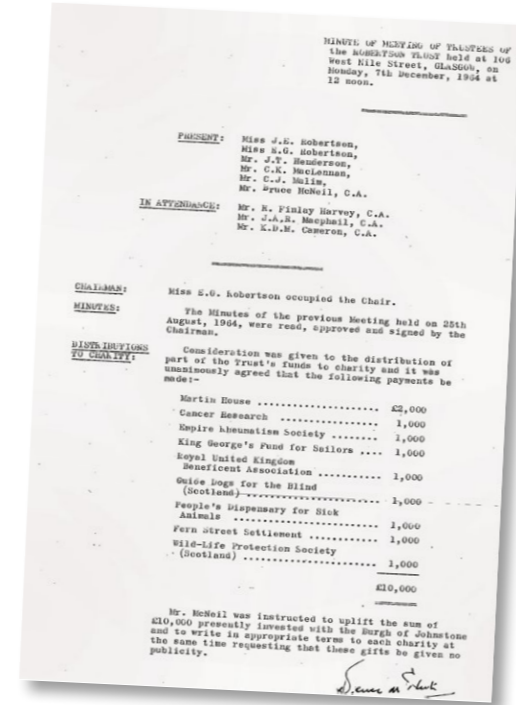 MINUTE OF MEETING OF TRUSTEES OF
the ROBERTSON TRUST held at 106
West Nile Street, GLASGOW, on
Monday, 7th December, 1964 at
12 noon.
PRESENT:
Miss J.E. Robertson,
Miss E.G. Robertson,
Mr. J.T. Henderson,
Mr. C.K. MacLennan,
Mr. C.J. Malim,
Mr. Bruce McNeil, C.A.
IN ATTENDANCE:
Mr. R. Finlay Harvey, C.A.
Mr. J.A.R. Macphail, C.A.
Mr. K.D.M. Cameron, C.A.
CHAIRMAN:
Miss E.G. Robertson occupied the Chair.
MINUTES:
The Minutes of the previous Meeting held on 25th
August, 1964, were read, approved and signed by the
Chairman.
DISTRIBUTIONS
TO CHARITY:
Consideration was given to the distribution of
part of the Trust's funds to charity and it was
unanimously agreed that the following payments be
made:-
Martin House .................... £2,000
Cancer Research ................. 1,000
Empire Rheumatism Society ........ 1,000
King George's Fund for Sailors .... 1,000
Royal United Kingdom
Beneficent Association ........... 1,000
Guide Dogs for the Blind
(Scotland) ........................ 1,000
People's Dispensary for Sick
Animals ......................... 1,000
Fern Street Settlement ............ 1,000
Wild-Life Protection Society
(Scotland) ....................... 1,000
£10,000
Mr. McNeil was instructed to uplift the sum of
£10,000 presently invested with the Burgh of Johnstone
and to write in appropriate terms to each charity at
the same time requesting that these gifts be given no
publicity.